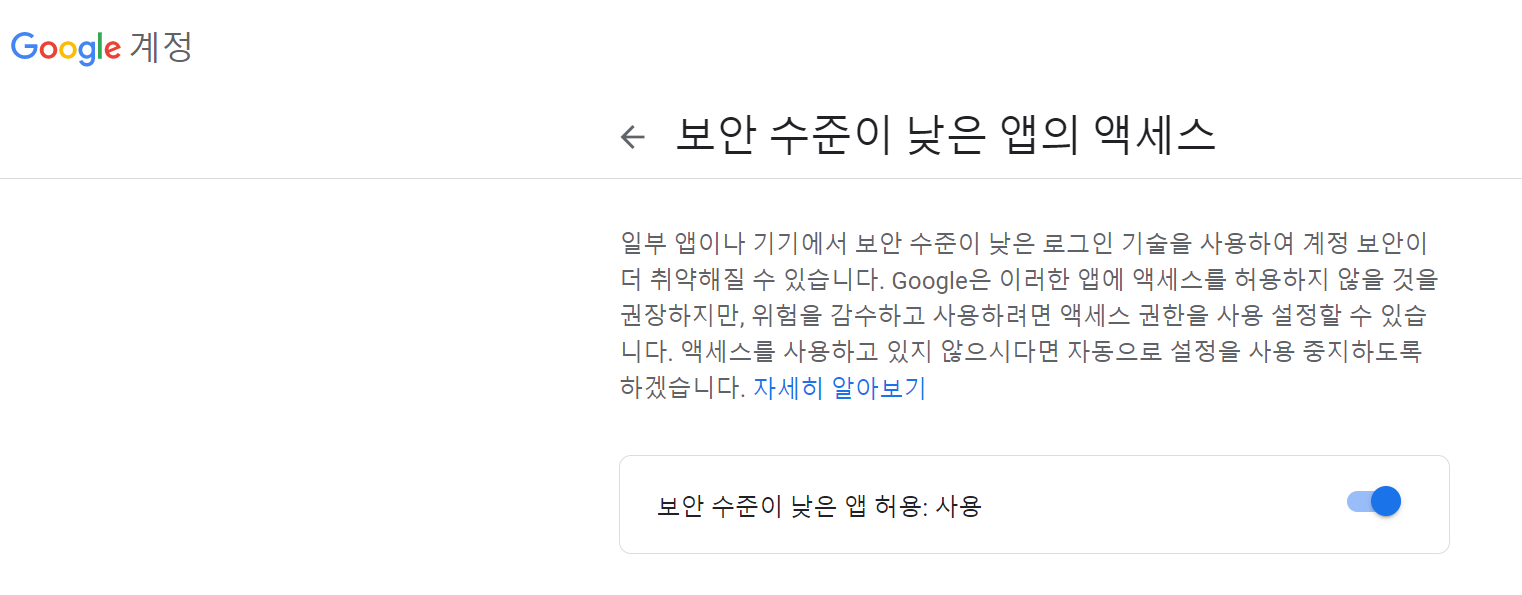 Google 계정
보안 수준이 낮은 앱의 액세스
일부 앱이나 기기에서 보안 수준이 낮은 로그인 기술을 사용하여 계정 보안이
더 취약해질 수 있습니다. Google은 이러한 앱에 액세스를 허용하지 않을 것을
권장하지만, 위험을 감수하고 사용하려면 액세스 권한을 사용 설정할 수 있습
니다. 액세스를 사용하고 있지 않으시다면 자동으로 설정을 사용 중지하도록
하겠습니다. 자세히 알아보기
보안 수준이 낮은 앱 허용: 사용